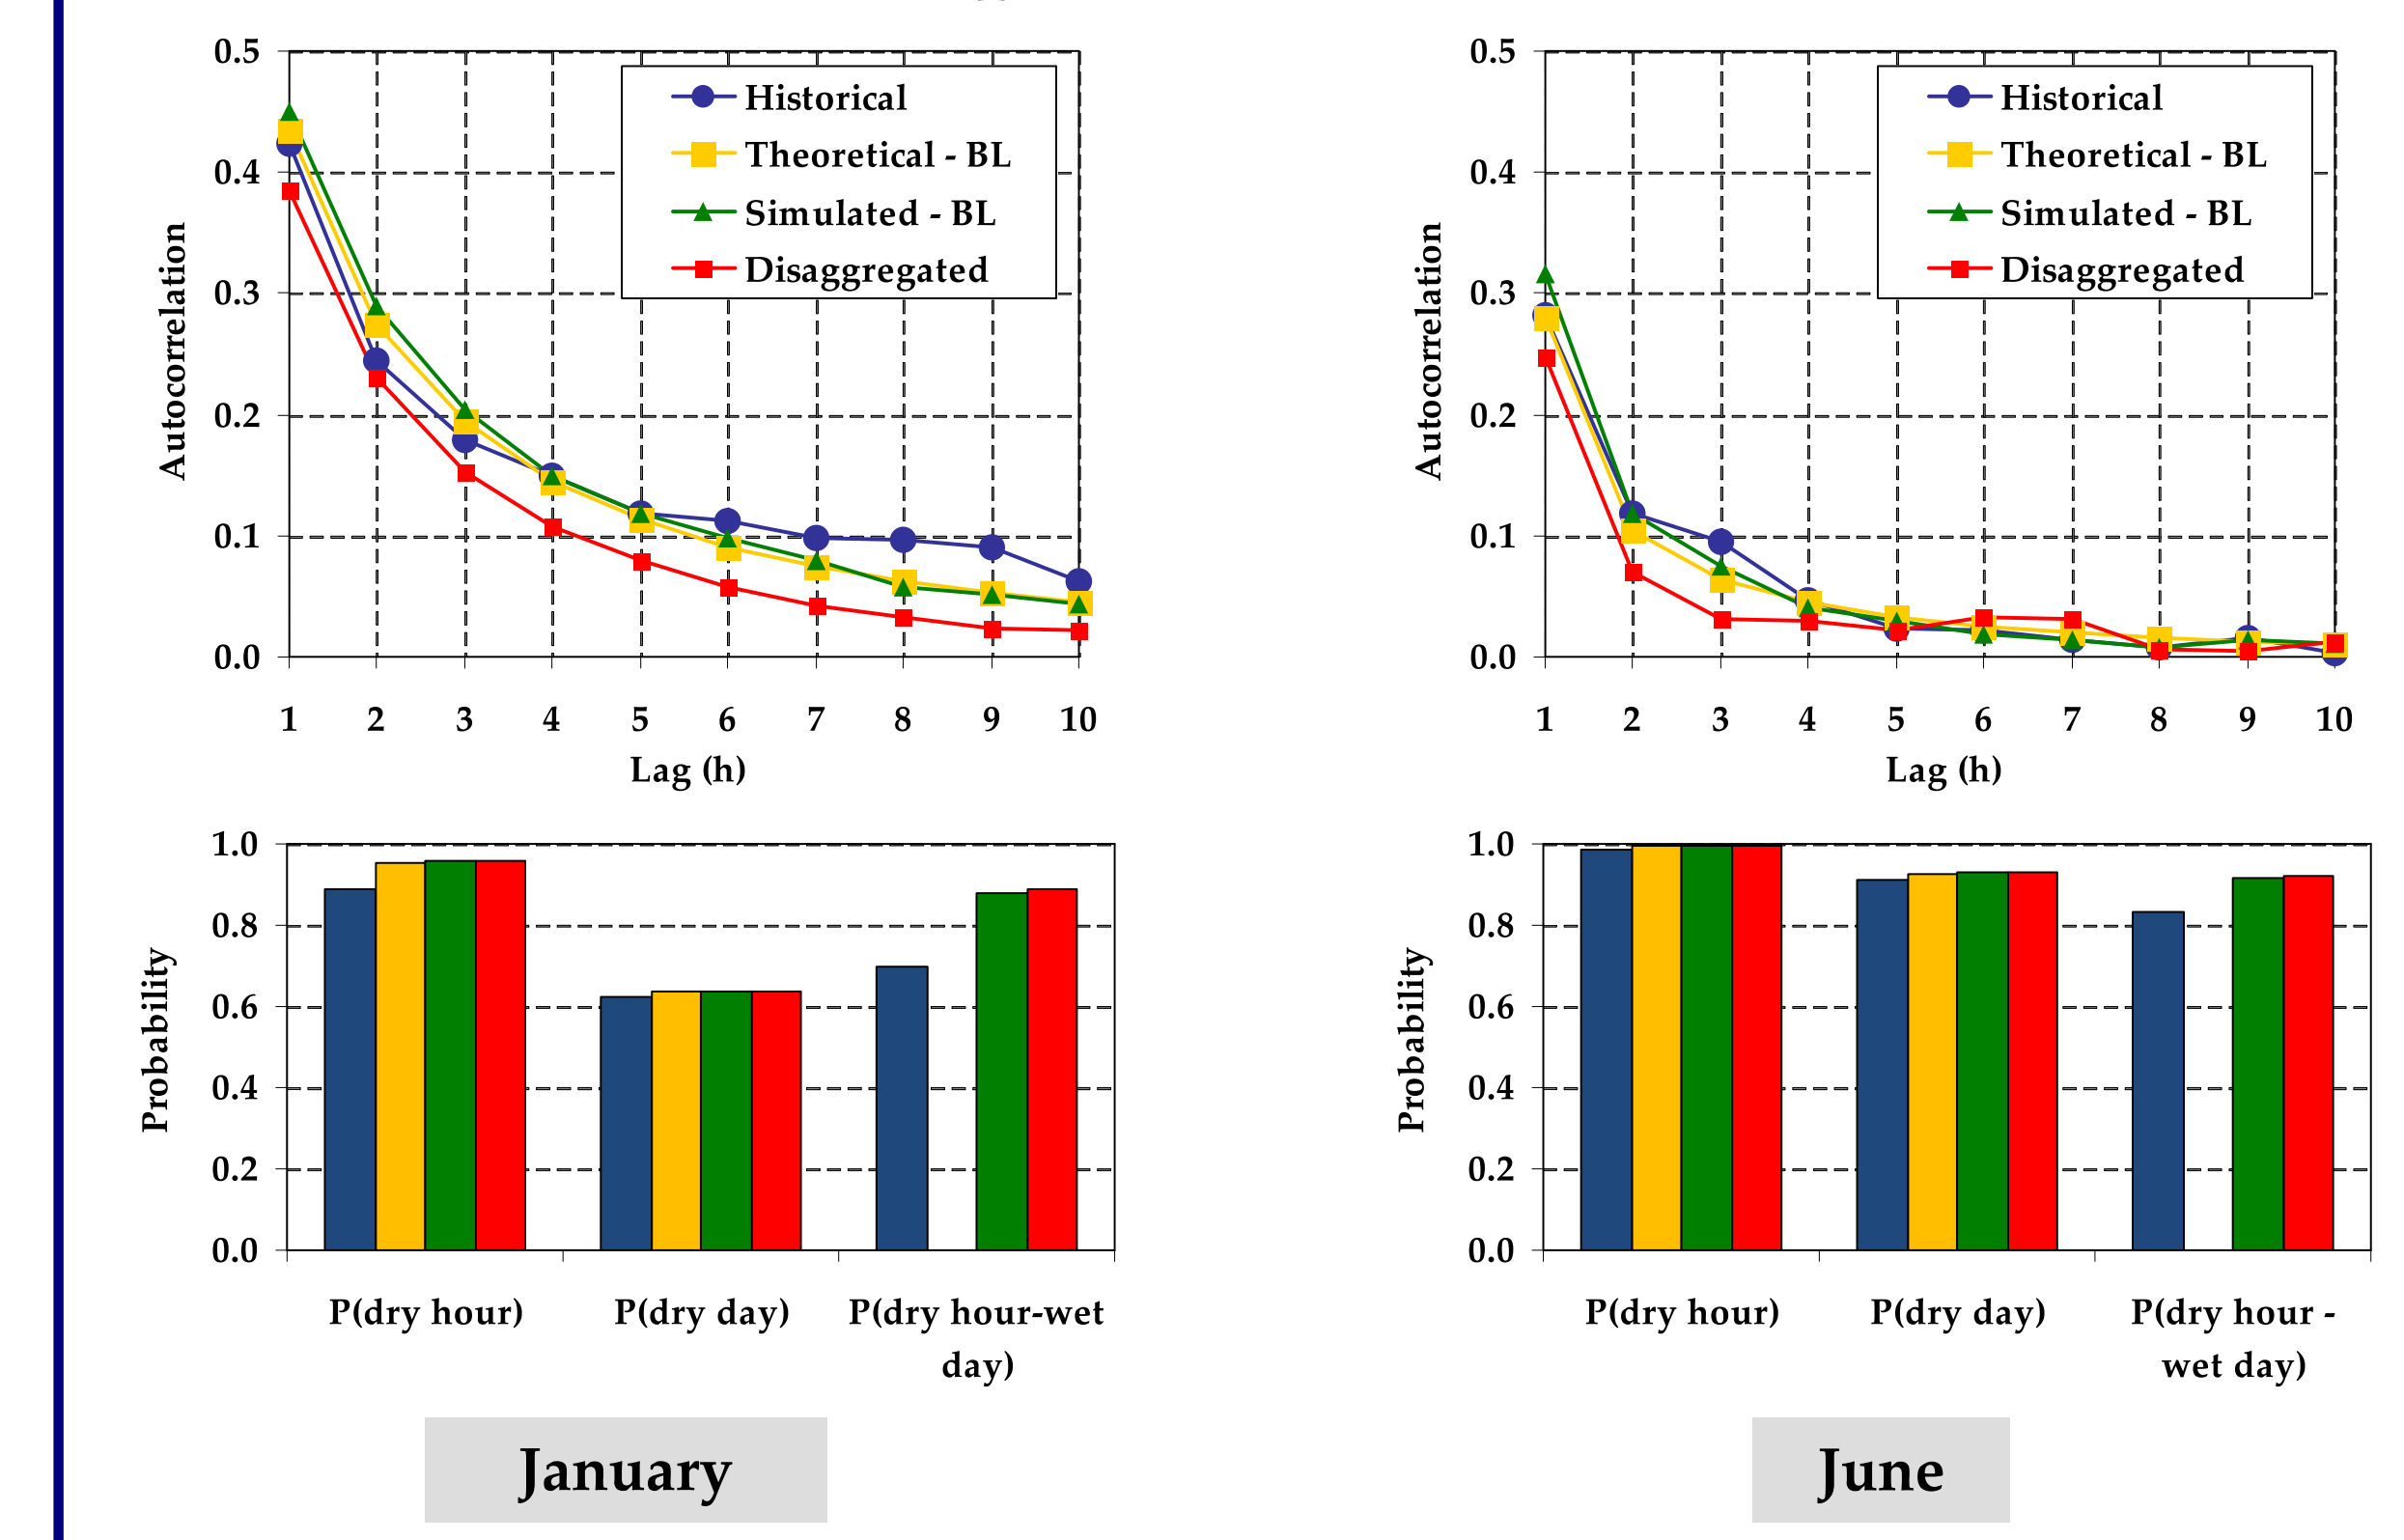 0.5
0.4
0.3
0.2
0.1
0.0
Autocorrelation
Historical
Theoretical - BL
Simulated - BL
Disaggregated
1 2 3 4 5 6 7 8 9 10
Lag (h)
0.5
0.4
0.3
0.2
0.1
0.0
Autocorrelation
Historical
Theoretical - BL
Simulated - BL
Disaggregated
1 2 3 4 5 6 7 8 9 10
Lag (h)
1.0
0.8
0.6
0.4
0.2
0.0
Probability
P(dry hour) P(dry day) P(dry hour-wet
day)
1.0
0.8
0.6
0.4
0.2
0.0
Probability
P(dry hour) P(dry day) P(dry hour -
wet day)
January
June